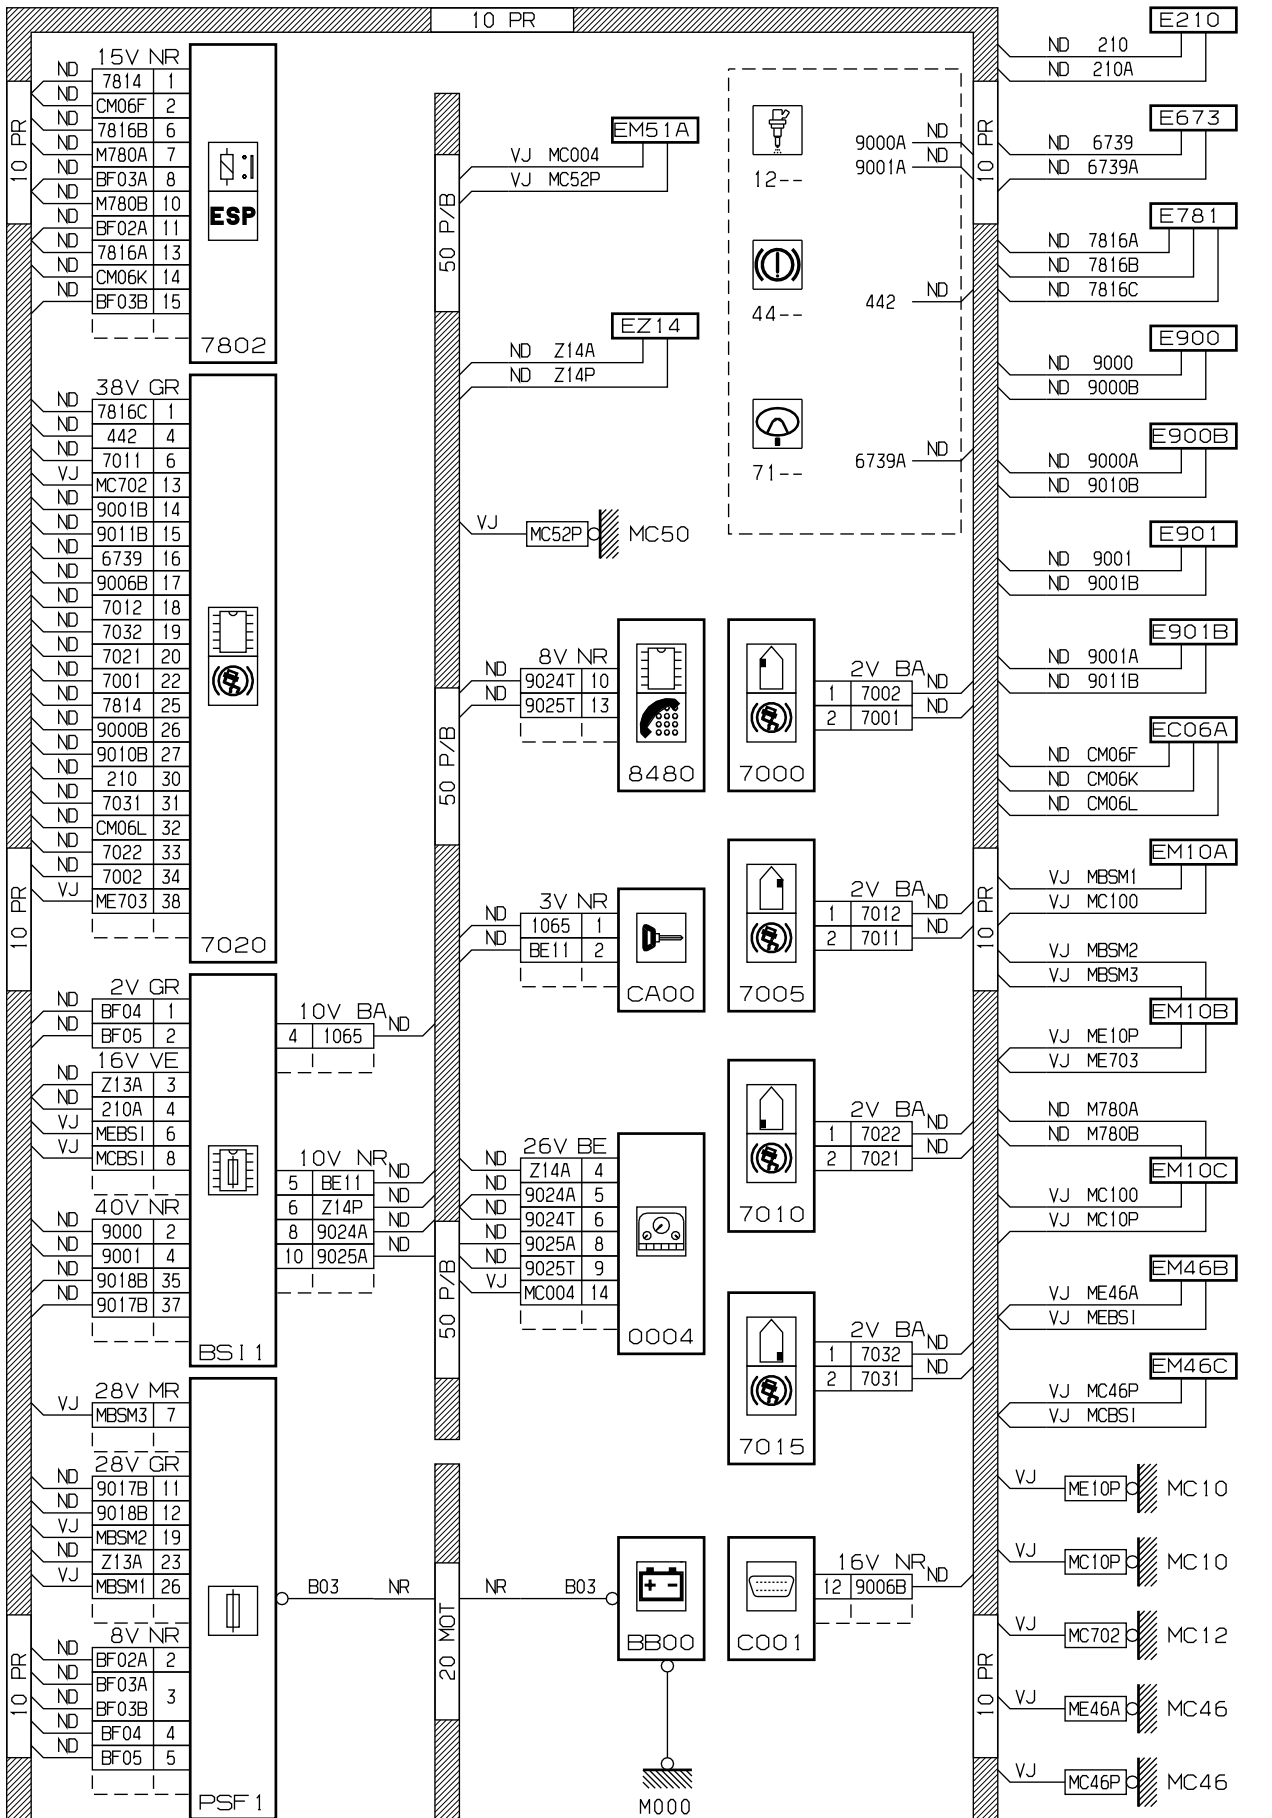 10 PR
15V NR
ND 7814 1
ND CM06F 2
ND 7816B 6
ND M780A 7
ND BF03A 8
ND M780B 10
ND BF02A 11
ND 7816A 13
ND CM06K 14
ND BF03B 15
ESP
7802
10 PR
38V GR
ND 7816C 1
ND 442 4
ND 7011 6
VJ MC702 13
ND 9001B 14
ND 9011B 15
ND 6739 16
ND 9006B 17
ND 7012 18
ND 7032 19
ND 7021 20
ND 7001 22
ND 7814 25
ND 9000B 26
ND 9010B 27
ND 210 30
ND 7031 31
ND CM06L 32
ND 7022 33
ND 7002 34
VJ ME703 38
7020
10 PR
2V GR
ND BF04 1
ND BF05 2
16V VE
ND Z13A 3
ND 210A 4
VJ MEBSI 6
VJ MCBSI 8
40V NR
ND 9000 2
ND 9001 4
ND 9018B 35
ND 9017B 37
BSI1
10V BA
4 1065 ND
10V NR
5 BE11 ND
6 Z14P ND
8 9024A ND
10 9025A ND
28V MR
VJ MBSM3 7
28V GR
ND 9017B 11
ND 9018B 12
VJ MBSM2 19
ND Z13A 23
VJ MBSM1 26
8V NR
ND BF02A 2
ND BF03A 3
ND BF03B
ND BF04 4
ND BF05 5
PSF1
10 PR
B03 NR
20 MOT
NR B03
BB00
M000
50 P/B
EM51A
VJ MC004
VJ MC52P
EZ14
ND Z14A
ND Z14P
VJ MC52P MC50
50 P/B
8V NR
ND 9024T 10
ND 9025T 13
8480
3V NR
ND 1065 1
ND BE11 2
CA00
26V BE
ND Z14A 4
ND 9024A 5
ND 9024T 6
ND 9025A 8
ND 9025T 9
VJ MC004 14
0004
50 P/B
12--
9000A ND
9001A ND
44--
442 ND
71--
6739A ND
2V BA
1 7002 ND
2 7001 ND
7000
2V BA
1 7012 ND
2 7011 ND
7005
2V BA
1 7022 ND
2 7021 ND
7010
2V BA
1 7032 ND
2 7031 ND
7015
16V NR
12 9006B ND
C001
10 PR
10 PR
10 PR
E210
ND 210
ND 210A
E673
ND 6739
ND 6739A
E781
ND 7816A
ND 7816B
ND 7816C
E900
ND 9000
ND 9000B
E900B
ND 9000A
ND 9010B
E901
ND 9001
ND 9001B
E901B
ND 9001A
ND 9011B
EC06A
ND CM06F
ND CM06K
ND CM06L
EM10A
VJ MBSM1
VJ MC100
VJ MBSM2
VJ MBSM3
EM10B
VJ ME10P
VJ ME703
ND M780A
ND M780B
EM10C
VJ MC100
VJ MC10P
EM46B
VJ ME46A
VJ MEBSI
EM46C
VJ MC46P
VJ MCBSI
VJ ME10P MC10
VJ MC10P MC10
VJ MC702 MC12
VJ ME46A MC46
VJ MC46P MC46